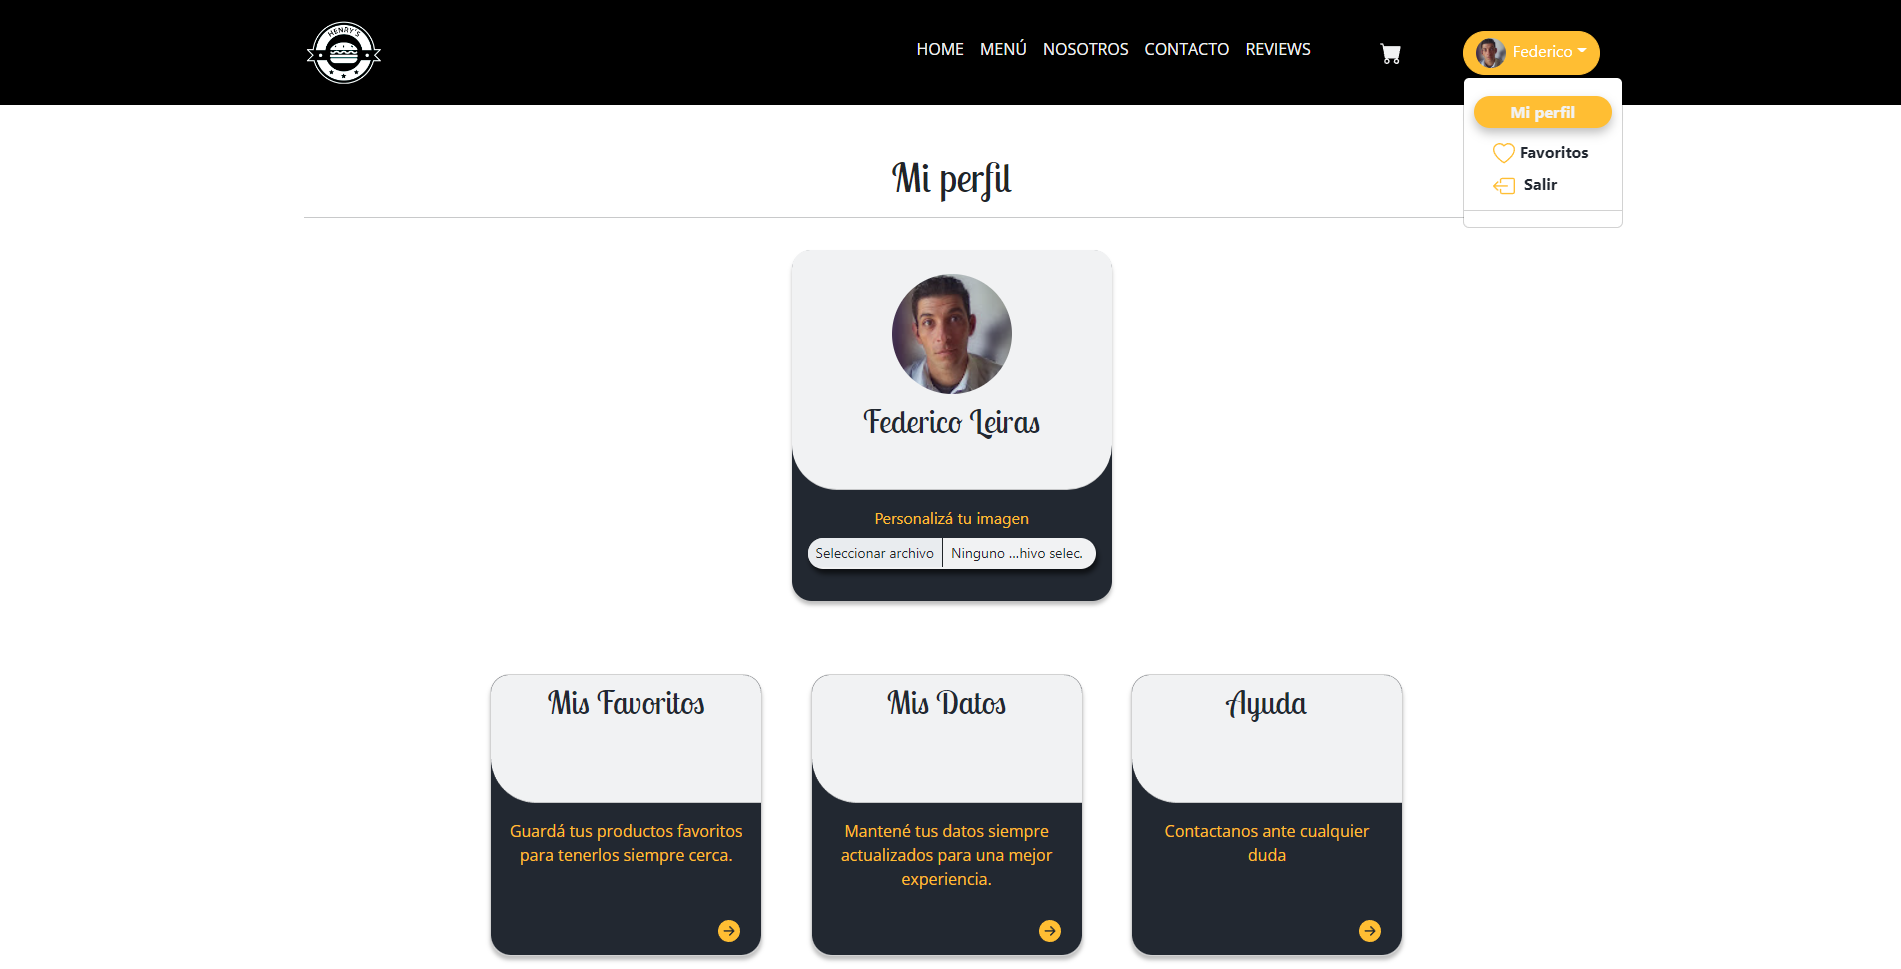 HENRY'S
HOME MENÚ NOSOTROS CONTACTO REVIEWS
Federico
Mi perfil
Favoritos
Salir
Mi perfil
Federico Leiras
Personalizá tu imagen
Seleccionar archivo Ninguno ...hivo selec.
Mis Favoritos
Guardá tus productos favoritos
para tenerlos siempre cerca.
Mis Datos
Mantené tus datos siempre
actualizados para una mejor
experiencia.
Ayuda
Contactanos ante cualquier
duda